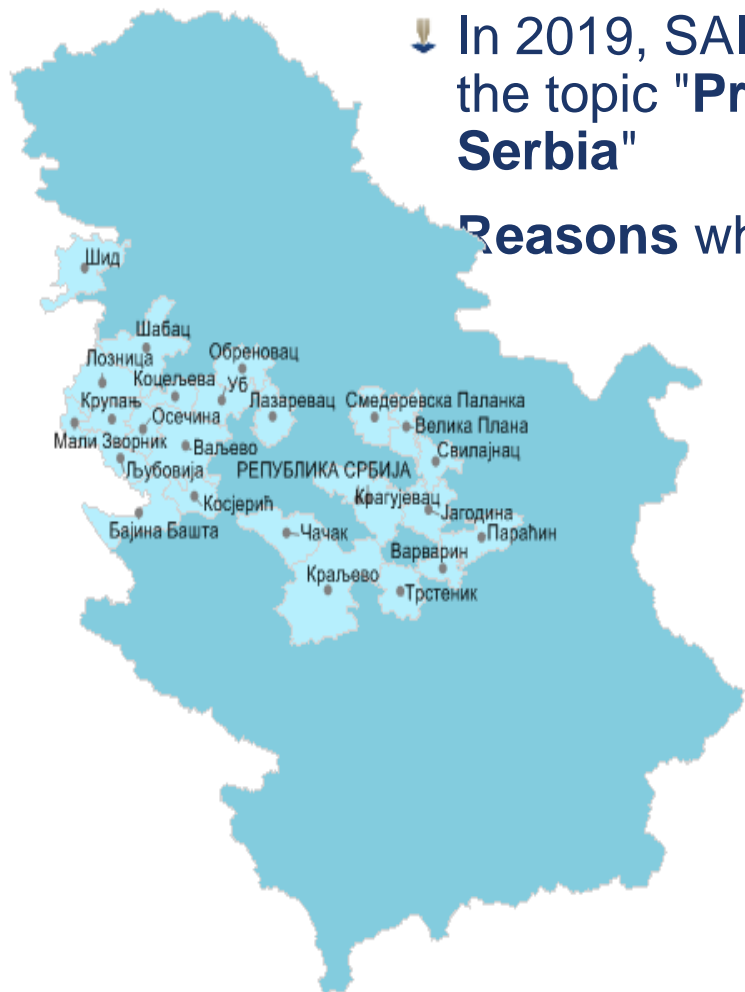 In 2019, SAI
the topic "Pr
Serbia"
Reasons wh
Шид
Шабац
Лозница
Обреновац
Коцељева
Уб
Крупањ
Осечина
Лазаревац
Смедеревска Паланка
Велика Плана
Мали Зворник
Ваљево
Свилајнац
Љубовија
РЕПУБЛИКА СРБИЈА
Косјерић
Крагујевац
Јагодина
Бајина Башта
Чачак
Параћин
Варварин
Краљево
Трстеник